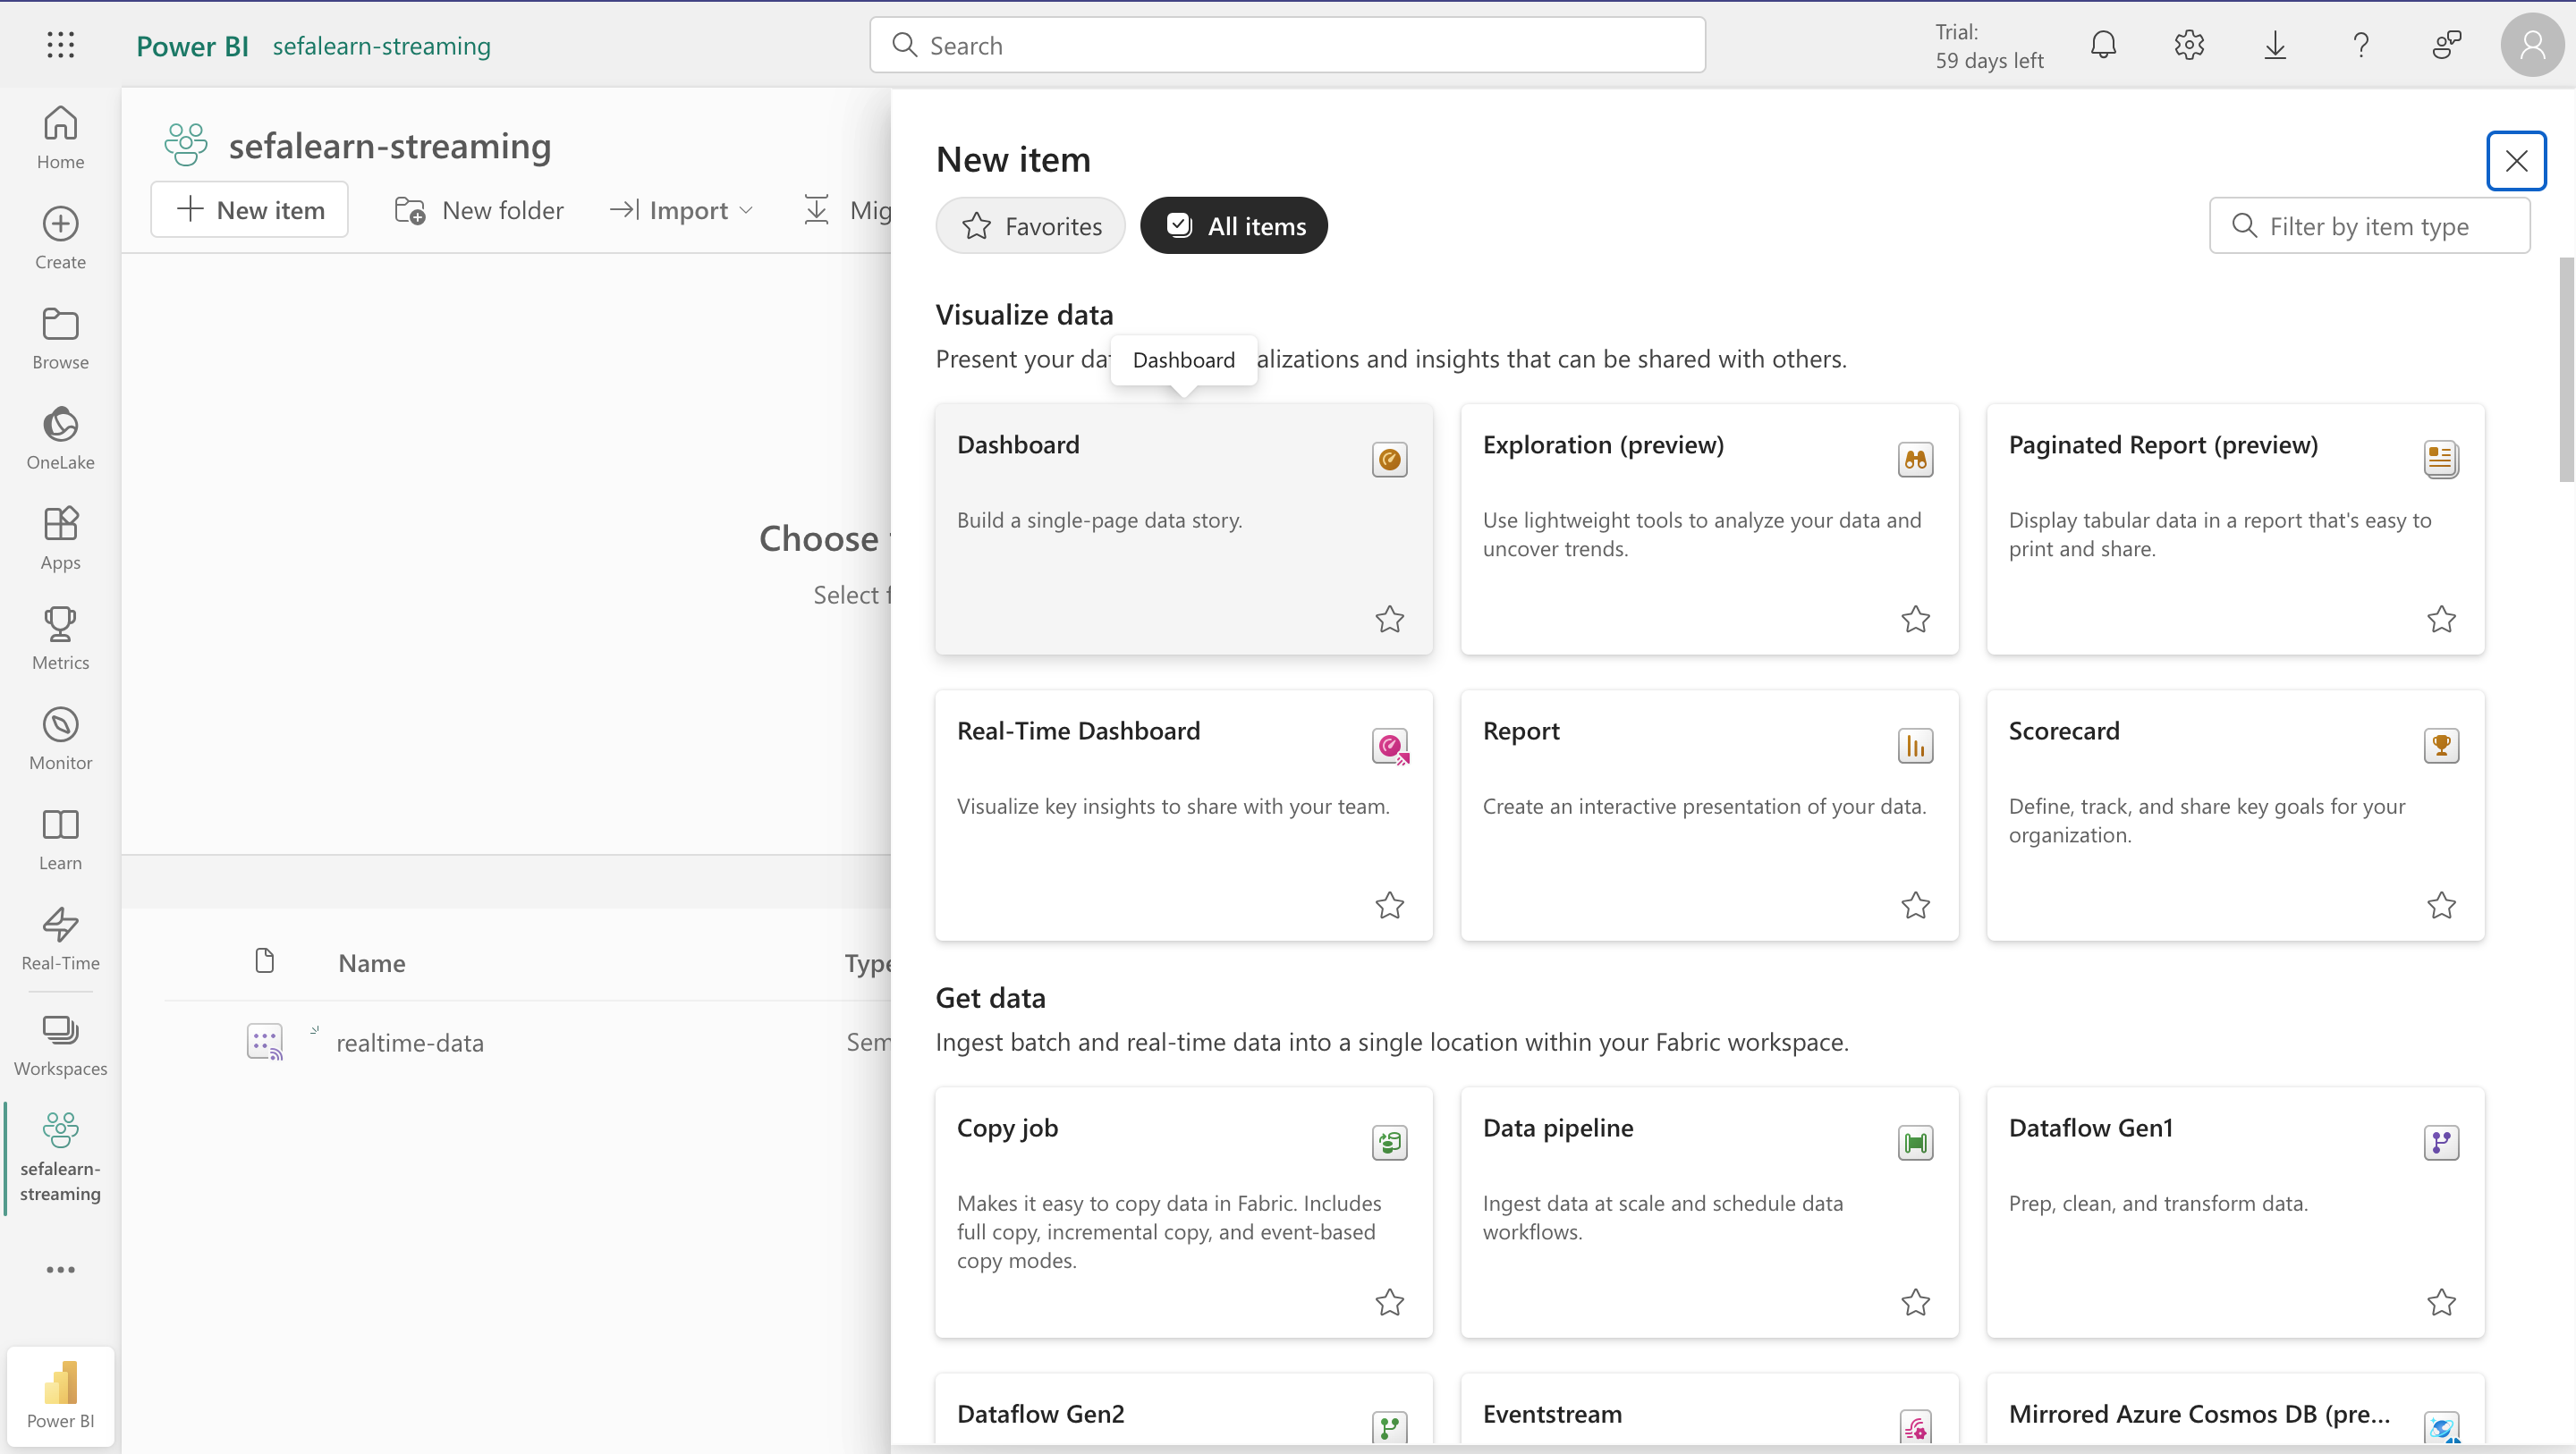 Power BI sefalearn-streaming
Search
Trial:
59 days left
Home
Create
Browse
OneLake
Apps
Metrics
Monitor
Learn
Real-Time
Workspaces
sefalearn-
streaming
Power BI
sefalearn-streaming
New item
New folder
Import
Mig
Choose
Select f
Name
Type
realtime-data
Sem
New item
Favorites
All items
Filter by item type
Visualize data
Present your dat alizations and insights that can be shared with others.
Dashboard
Dashboard
Build a single-page data story.
Exploration (preview)
Use lightweight tools to analyze your data and
uncover trends.
Paginated Report (preview)
Display tabular data in a report that's easy to
print and share.
Real-Time Dashboard
Visualize key insights to share with your team.
Report
Create an interactive presentation of your data.
Scorecard
Define, track, and share key goals for your
organization.
Get data
Ingest batch and real-time data into a single location within your Fabric workspace.
Copy job
Makes it easy to copy data in Fabric. Includes
full copy, incremental copy, and event-based
copy modes.
Data pipeline
Ingest data at scale and schedule data
workflows.
Dataflow Gen1
Prep, clean, and transform data.
Dataflow Gen2
Eventstream
Mirrored Azure Cosmos DB (pre...